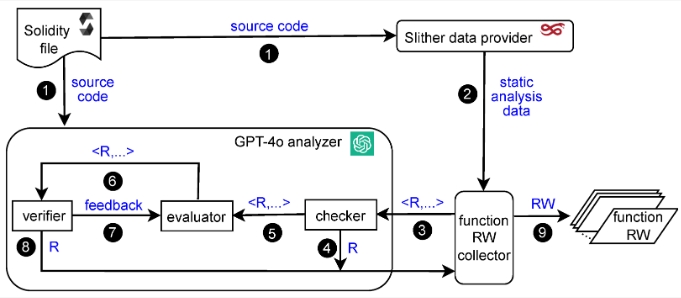 Solidity
file
source code
1
Slither data provider
1
source
code
2
static
analysis
data
GPT-4o analyzer
<R,...>
6
<R,...>
<R,...>
verifier
feedback
evaluator
checker
function
RW
collector
RW
function
RW
7
5
3
9
8
R
4
R